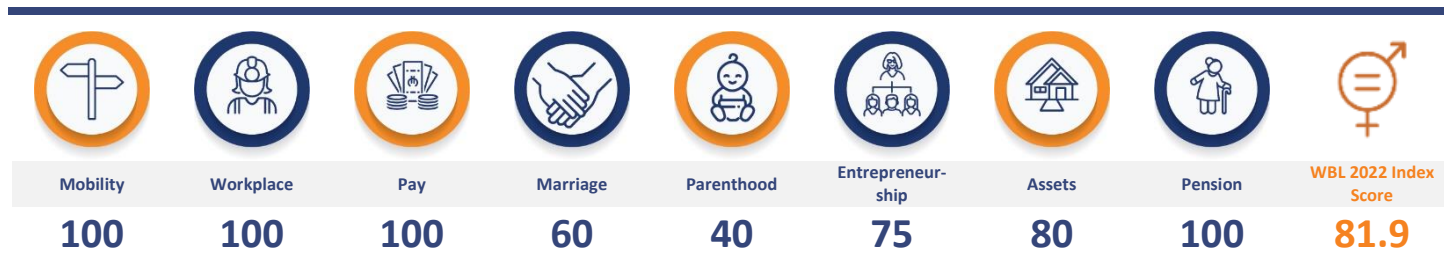 Mobility
Workplace
Pay
Marriage
Parenthood
Entrepreneur-
ship
Assets
Pension
WBL 2022 Index
Score
100
100
100
60
40
75
80
100
81.9